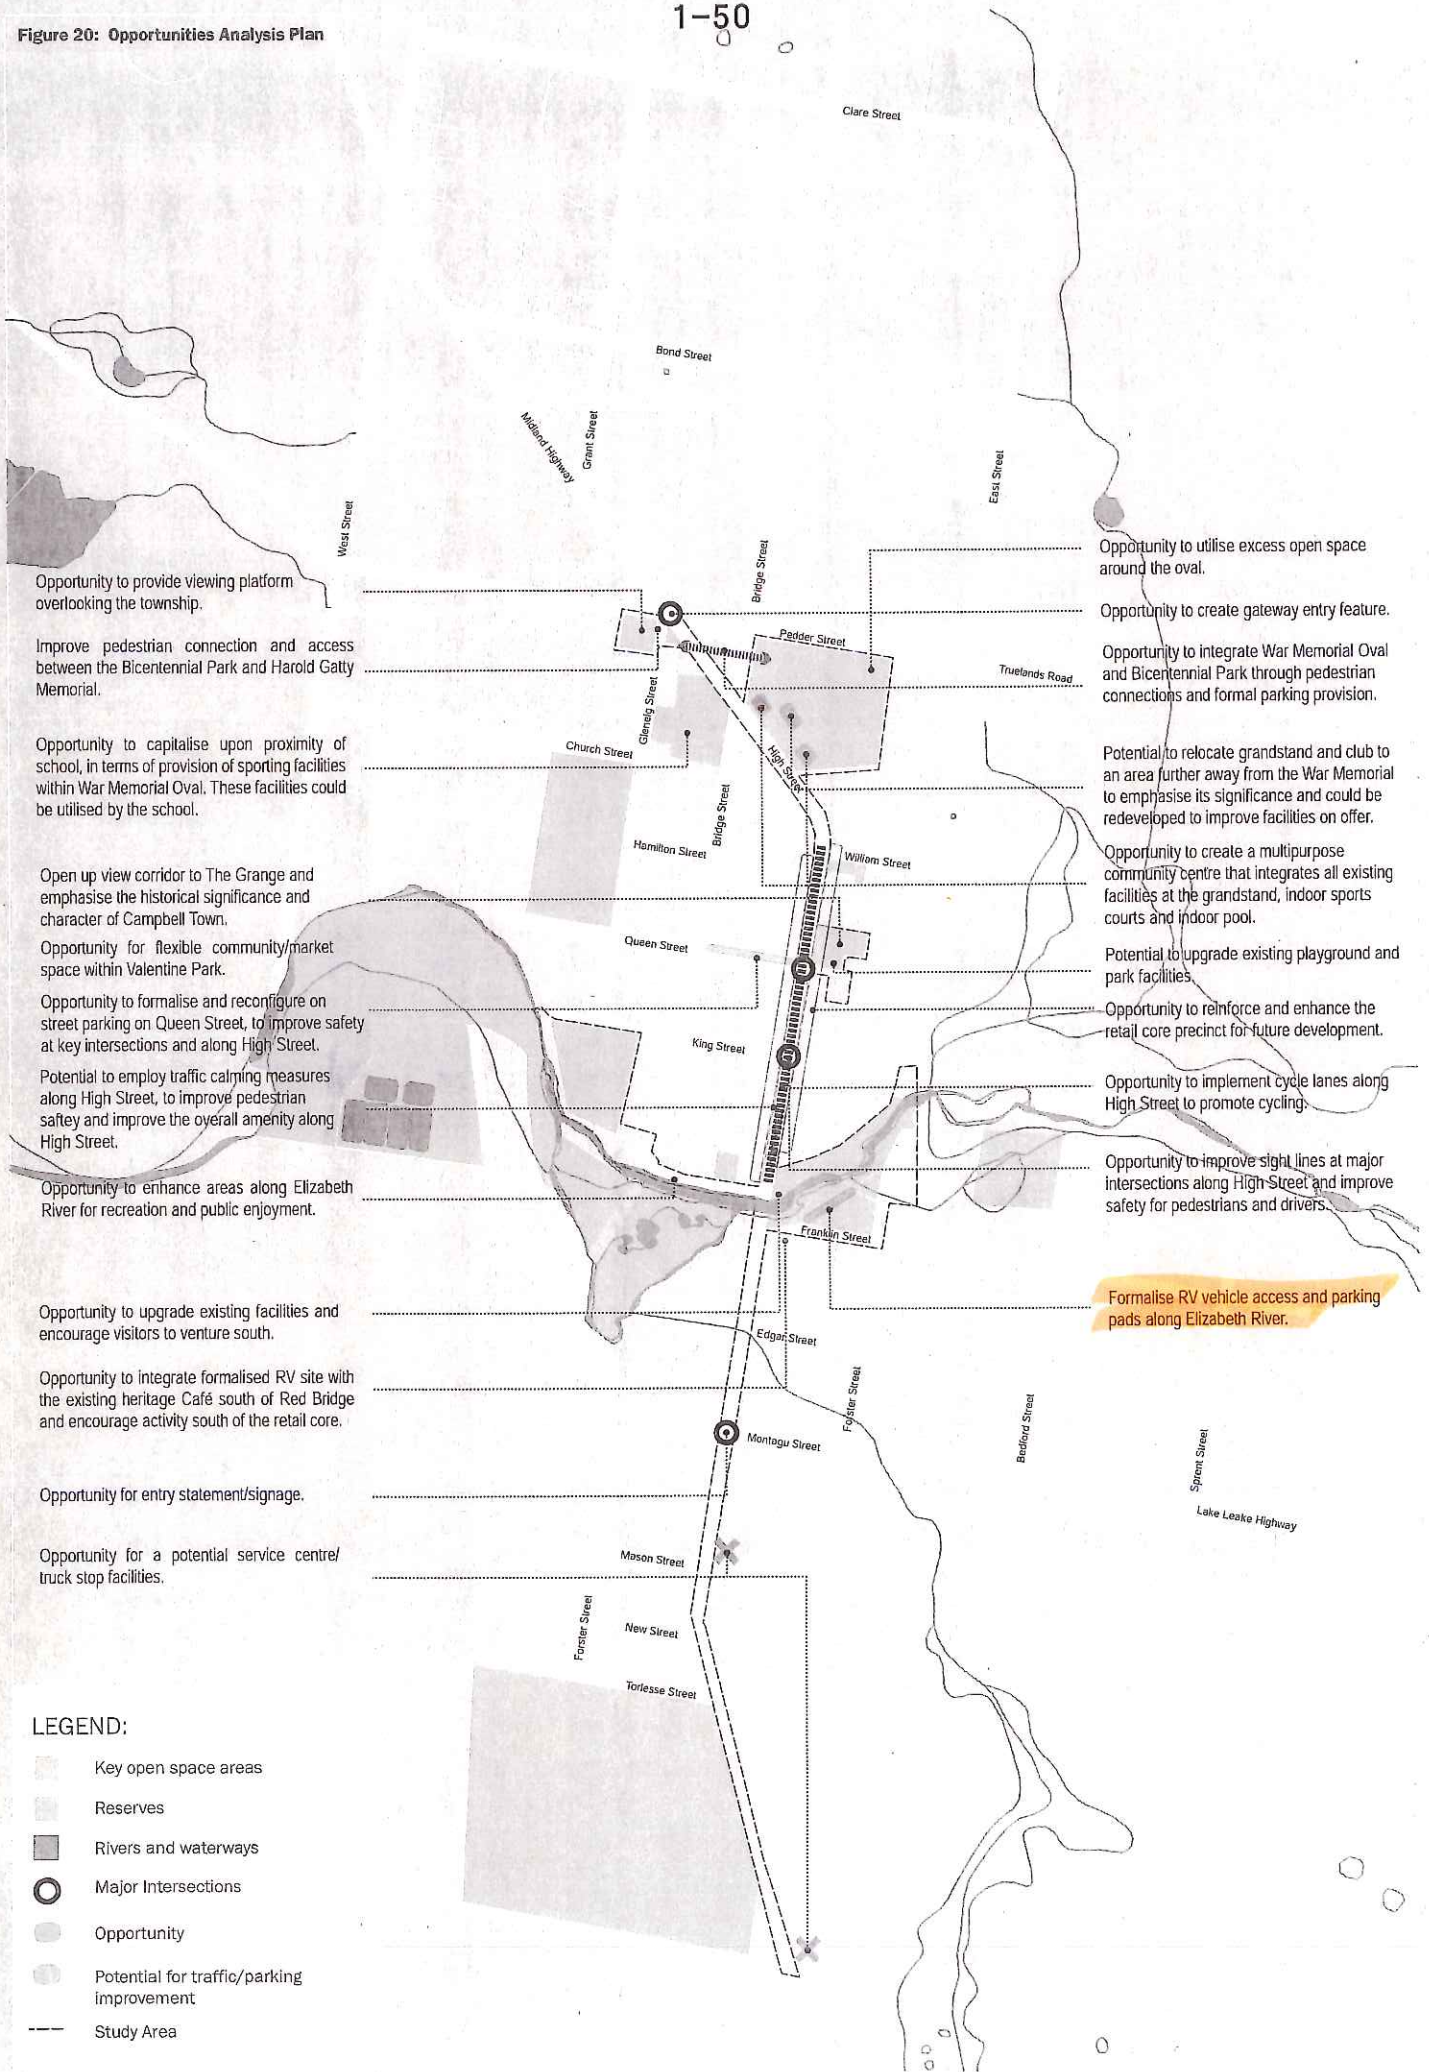 1-50
Figure 20: Opportunities Analysis Plan
Clare Street
Bond Street
Midland Highway
Grant Street
East Street
West Street
Bridge Street
Pedder Street
Truelands Road
Glenelg Street
Church Street
High Street
Bridge Street
Hamilton Street
William Street
Queen Street
King Street
Franklin Street
Edgar Street
Forster Street
Montagu Street
Bedford Street
Sprent Street
Lake Leake Highway
Mason Street
Forster Street
New Street
Torlesse Street
Opportunity to provide viewing platform
overlooking the township.
Improve pedestrian connection and access
between the Bicentennial Park and Harold Gatty
Memorial.
Opportunity to capitalise upon proximity of
school, in terms of provision of sporting facilities
within War Memorial Oval. These facilities could
be utilised by the school.
Open up view corridor to The Grange and
emphasise the historical significance and
character of Campbell Town.
Opportunity for flexible community/market
space within Valentine Park.
Opportunity to formalise and reconfigure on
street parking on Queen Street, to improve safety
at key intersections and along High Street.
Potential to employ traffic calming measures
along High Street, to improve pedestrian
saftey and improve the overall amenity along
High Street.
Opportunity to enhance areas along Elizabeth
River for recreation and public enjoyment.
Opportunity to upgrade existing facilities and
encourage visitors to venture south.
Opportunity to integrate formalised RV site with
the existing heritage Café south of Red Bridge
and encourage activity south of the retail core.
Opportunity for entry statement/signage.
Opportunity for a potential service centre/
truck stop facilities.
Opportunity to utilise excess open space
around the oval.
Opportunity to create gateway entry feature.
Opportunity to integrate War Memorial Oval
and Bicentennial Park through pedestrian
connections and formal parking provision.
Potential to relocate grandstand and club to
an area further away from the War Memorial
to emphasise its significance and could be
redeveloped to improve facilities on offer.
Opportunity to create a multipurpose
community centre that integrates all existing
facilities at the grandstand, indoor sports
courts and indoor pool.
Potential to upgrade existing playground and
park facilities.
Opportunity to reinforce and enhance the
retail core precinct for future development.
Opportunity to implement cycle lanes along
High Street to promote cycling.
Opportunity to improve sight lines at major
intersections along High Street and improve
safety for pedestrians and drivers.
Formalise RV vehicle access and parking
pads along Elizabeth River.
LEGEND:
Key open space areas
Reserves
Rivers and waterways
Major Intersections
Opportunity
Potential for traffic/parking
improvement
Study Area